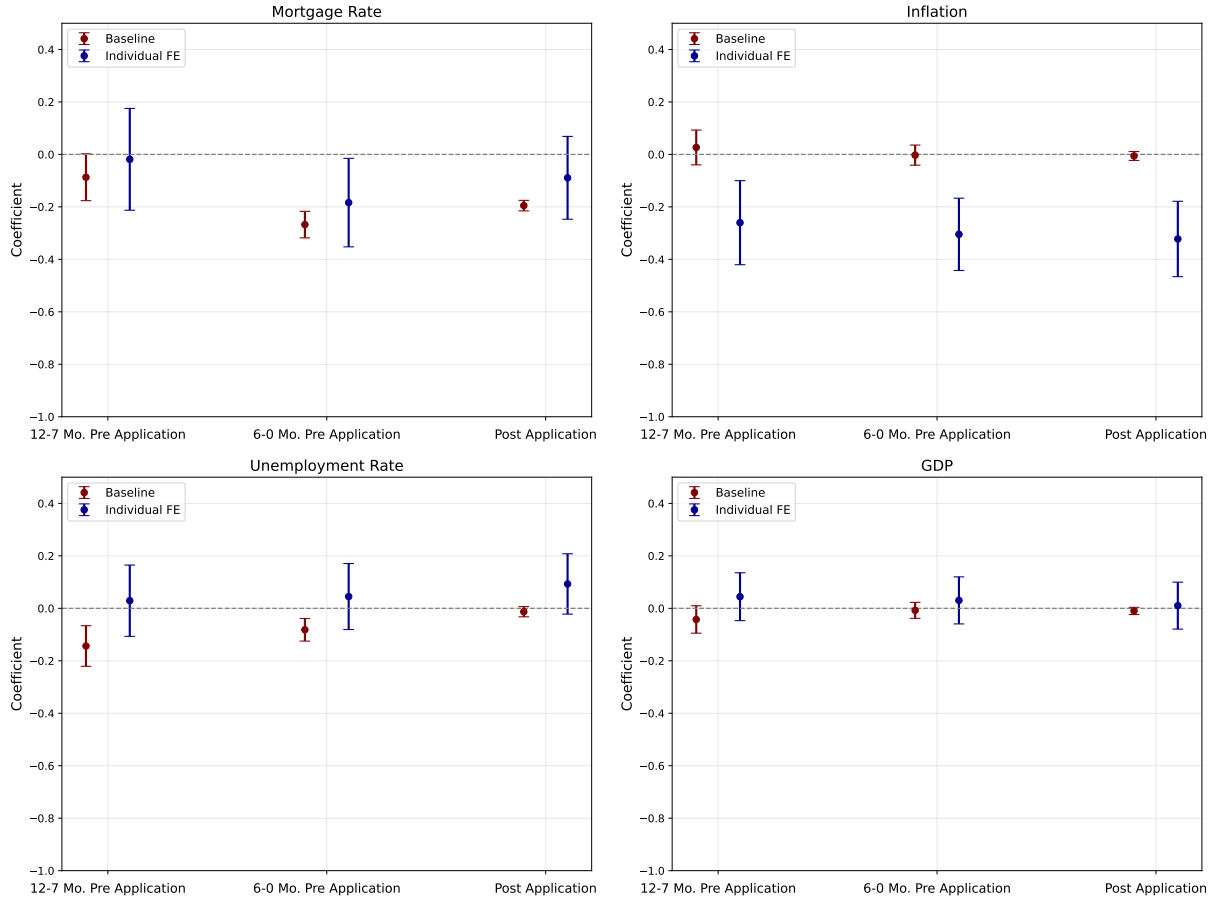 Mortgage Rate
Baseline
Individual FE
Coefficient
0.4
0.2
0.0
−0.2
−0.4
−0.6
−0.8
−1.0
12-7 Mo. Pre Application
6-0 Mo. Pre Application
Post Application
Inflation
Baseline
Individual FE
Coefficient
0.4
0.2
0.0
−0.2
−0.4
−0.6
−0.8
−1.0
12-7 Mo. Pre Application
6-0 Mo. Pre Application
Post Application
Unemployment Rate
Baseline
Individual FE
Coefficient
0.4
0.2
0.0
−0.2
−0.4
−0.6
−0.8
−1.0
12-7 Mo. Pre Application
6-0 Mo. Pre Application
Post Application
GDP
Baseline
Individual FE
Coefficient
0.4
0.2
0.0
−0.2
−0.4
−0.6
−0.8
−1.0
12-7 Mo. Pre Application
6-0 Mo. Pre Application
Post Application